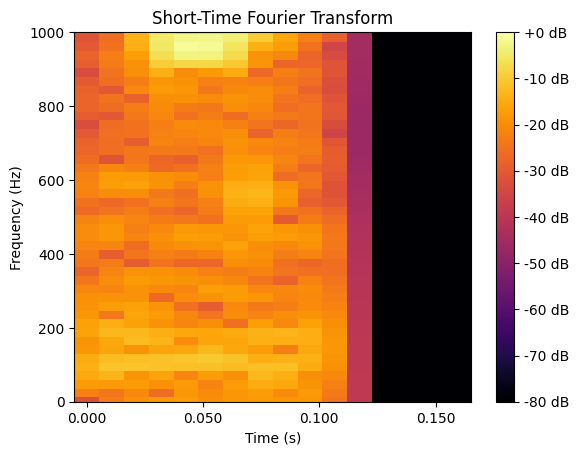 Short-Time Fourier Transform
Frequency (Hz)
1000
800
600
400
200
0
0.000
0.050
0.100
0.150
Time (s)
+0 dB
-10 dB
-20 dB
-30 dB
-40 dB
-50 dB
-60 dB
-70 dB
-80 dB